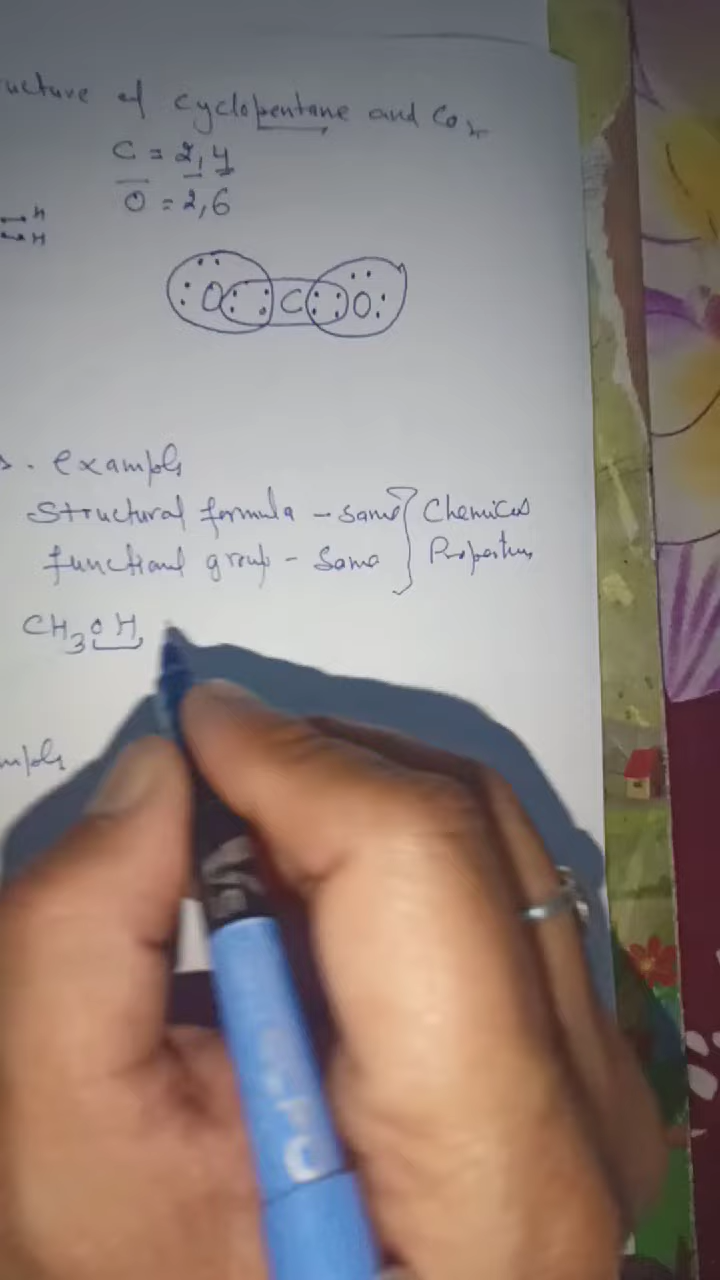 ucture of cyclopentane and CO2
C = 2,4
O = 2,6
H
H
O C O
s. example
Structural formula - same } Chemical
functional group - Same Properties
CH3OH